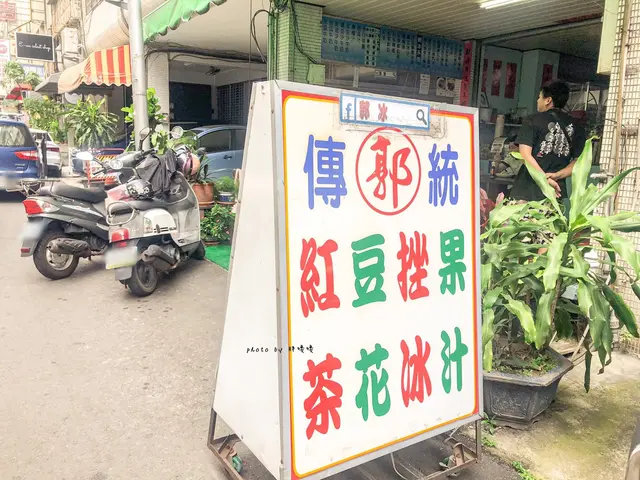 f 郭 冰
傳 郭 統
紅豆挫果
茶花冰汁
photo by